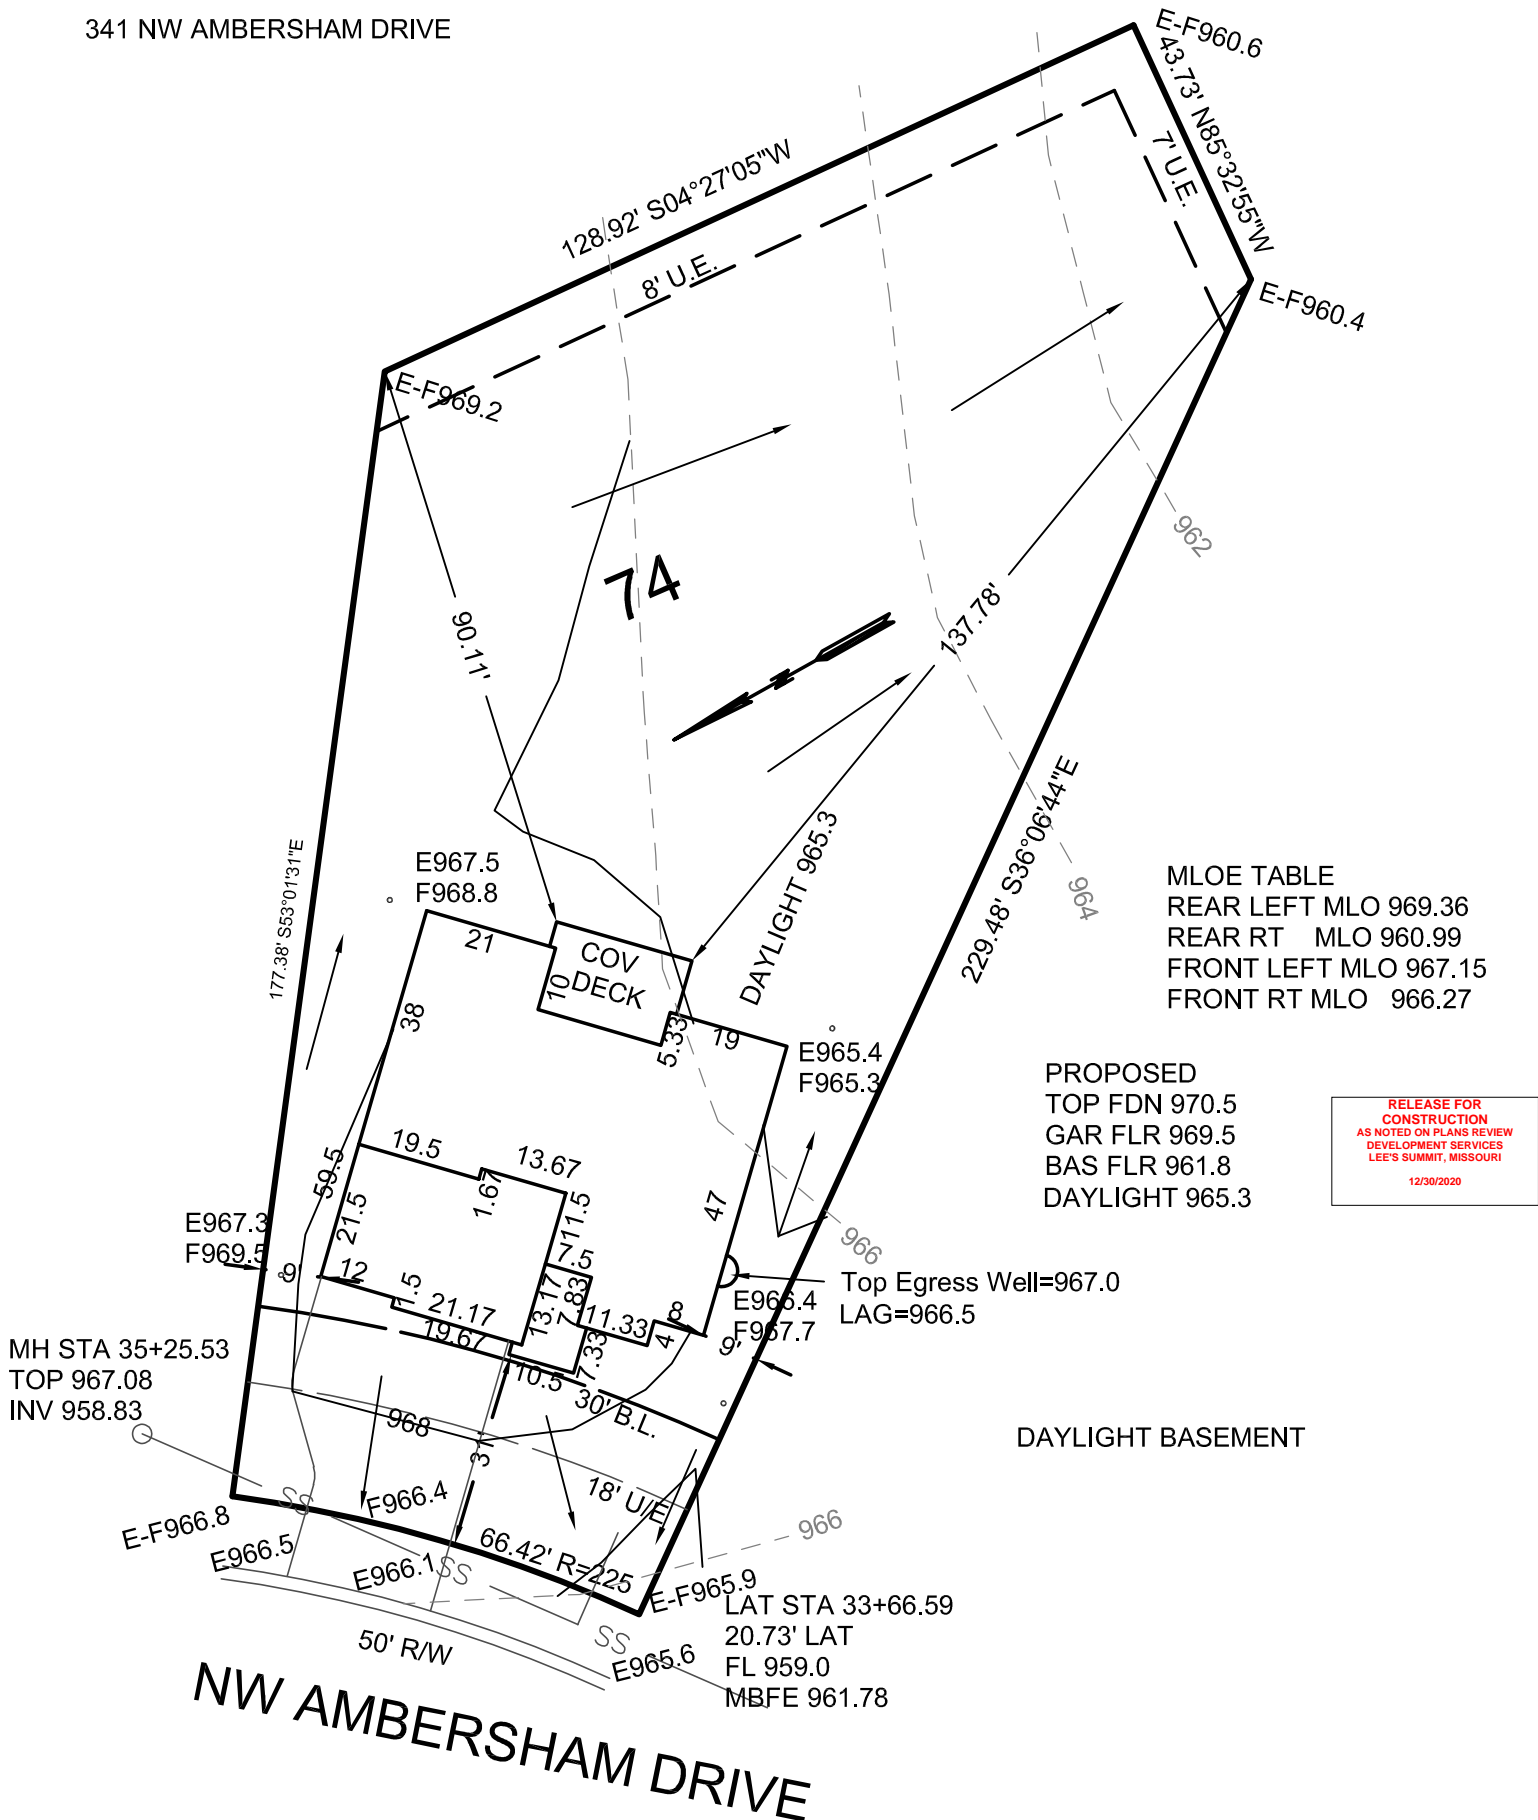 341 NW AMBERSHAM DRIVE
E-F960.6
43.73' N85°32'55"W
7' U.E.
128.92' S04°27'05"W
8' U.E.
E-F960.4
E-F969.2
962
74
90.11'
137.78'
229.48' S36°06'44"E
964
177.38' S53°01'31"E
DAYLIGHT 965.3
E967.5
F968.8
21
COV
DECK
10
38
5.33
19
E965.4
F965.3
MLOE TABLE
REAR LEFT MLO 969.36
REAR RT MLO 960.99
FRONT LEFT MLO 967.15
FRONT RT MLO 966.27
PROPOSED
TOP FDN 970.5
GAR FLR 969.5
BAS FLR 961.8
DAYLIGHT 965.3
RELEASE FOR
CONSTRUCTION
AS NOTED ON PLANS REVIEW
DEVELOPMENT SERVICES
LEE'S SUMMIT, MISSOURI
12/30/2020
19.5
13.67
59.5
1.67
21.5
11.5
47
E967.3
F969.5
9'
12
7.5
966
1.5
21.17
13.17
7.83
11.33
8
4
Top Egress Well=967.0
LAG=966.5
E966.4
F967.7
9'
19.67
7.33
10.5
30' B.L.
MH STA 35+25.53
TOP 967.08
INV 958.83
968
DAYLIGHT BASEMENT
SS
F966.4
18' U/E
E-F966.8
E966.5
E966.1
SS
66.42' R=225
966
E-F965.9
LAT STA 33+66.59
20.73' LAT
FL 959.0
MBFE 961.78
50' R/W
SS
E965.6
NW AMBERSHAM DRIVE